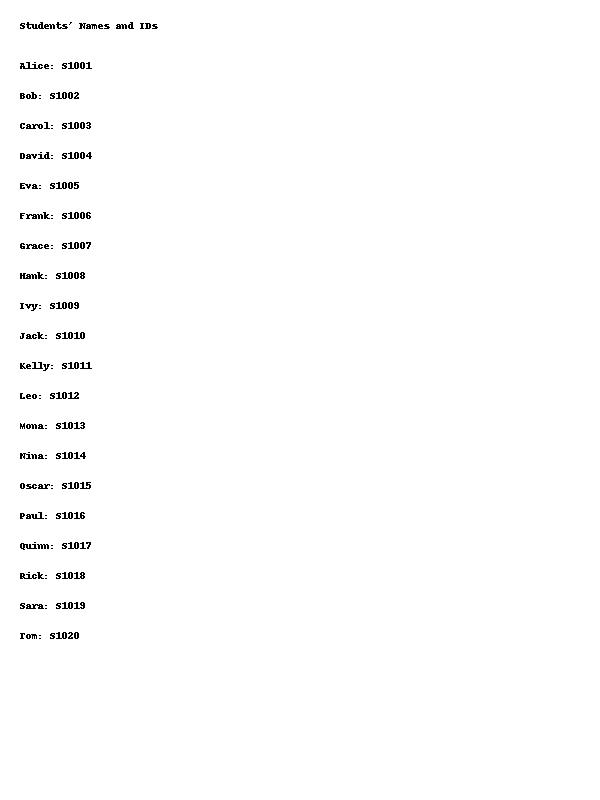 Students' Names and IDs
Alice: S1001
Bob: S1002
Carol: S1003
David: S1004
Eva: S1005
Frank: S1006
Grace: S1007
Hank: S1008
Ivy: S1009
Jack: S1010
Kelly: S1011
Leo: S1012
Mona: S1013
Nina: S1014
Oscar: S1015
Paul: S1016
Quinn: S1017
Rick: S1018
Sara: S1019
Tom: S1020